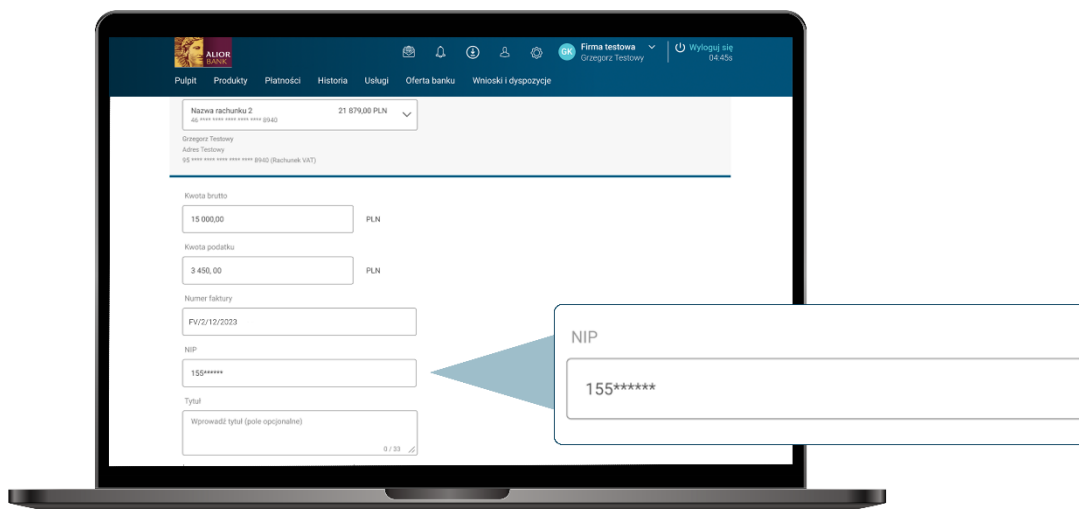 ALIOR
BANK
GK
Firma testowa
Grzegorz Testowy
Wyloguj się
04:45s
Pulpit Produkty Płatności Historia Usługi Oferta banku Wnioski i dyspozycje
Nazwa rachunku 2 21 879,00 PLN
46 **** **** **** **** **** 8940
Grzegorz Testowy
Adres Testowy
95 **** **** **** **** **** 8940 (Rachunek VAT)
Kwota brutto
15 000,00 PLN
Kwota podatku
3 450, 00 PLN
Numer faktury
FV/2/12/2023
NIP
155******
Tytuł
Wprowadź tytuł (pole opcjonalne)
0 / 33
NIP
155******